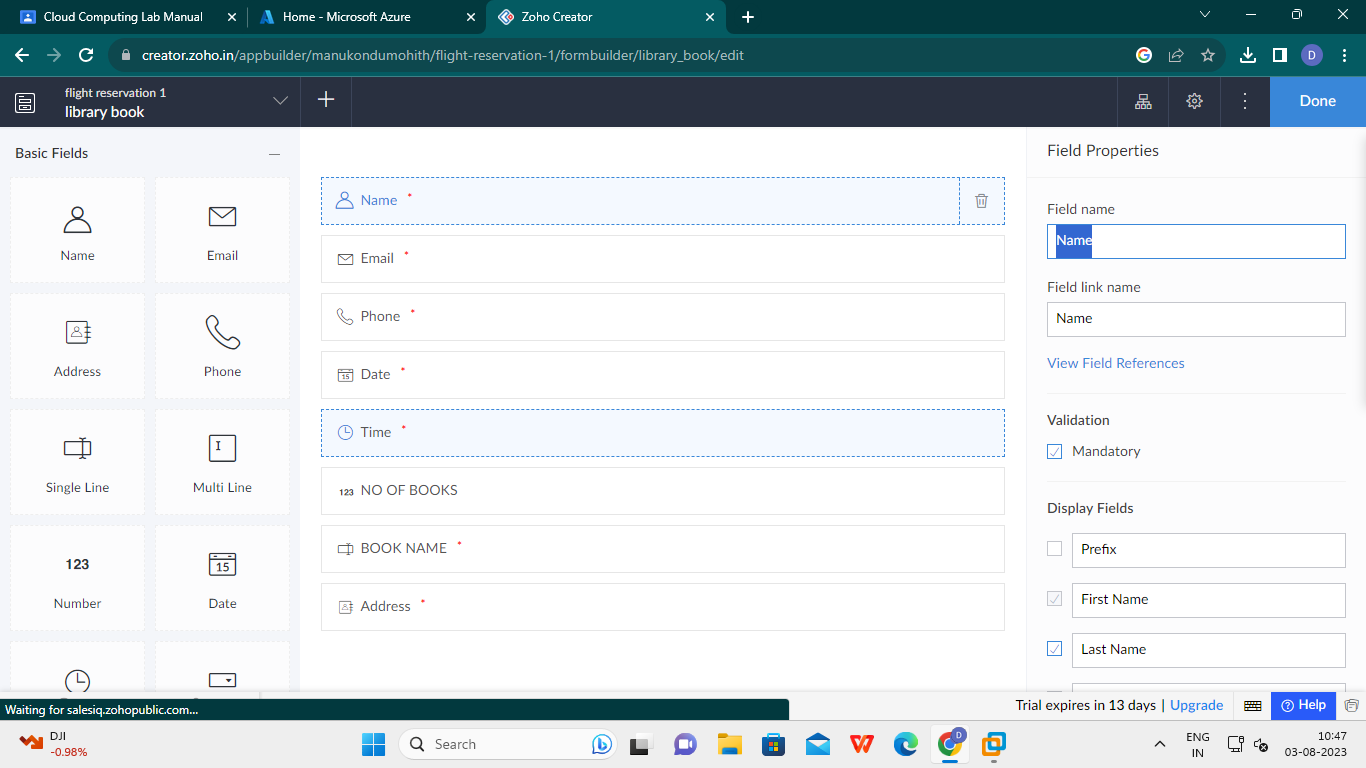 Cloud Computing Lab Manual
Home - Microsoft Azure
Zoho Creator
creator.zoho.in/appbuilder/manukondumohith/flight-reservation-1/formbuilder/library_book/edit
D
flight reservation 1
library book
Done
Basic Fields
Name
Email
Address
Phone
Single Line
Multi Line
123
Number
15
Date
Name *
Email *
Phone *
15 Date *
Time *
123 NO OF BOOKS
BOOK NAME *
Address *
Field Properties
Field name
Name
Field link name
Name
View Field References
Validation
Mandatory
Display Fields
Prefix
First Name
Last Name
Waiting for salesiq.zohopublic.com...
Trial expires in 13 days | Upgrade
Help
DJI
-0.98%
Search
D
ENG
IN
10:47
03-08-2023